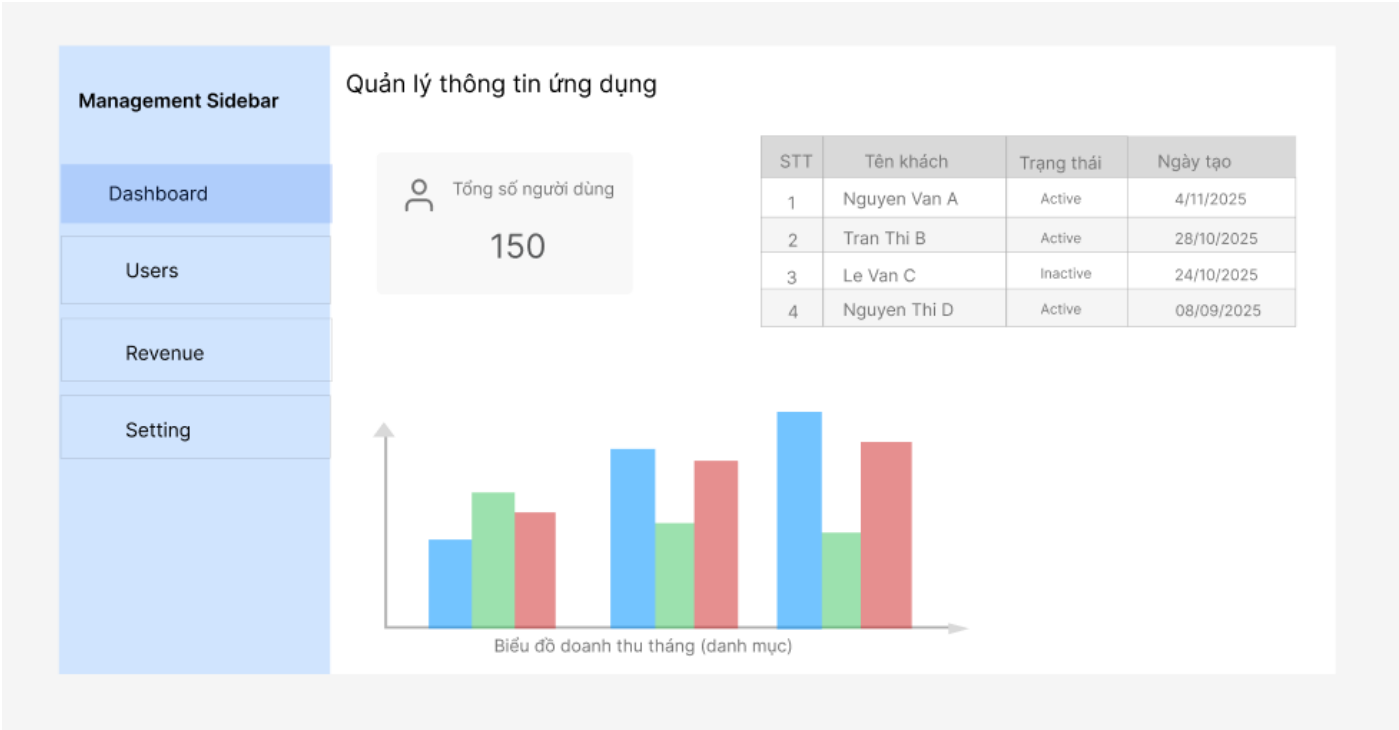 Management Sidebar
Dashboard
Users
Revenue
Setting
Quản lý thông tin ứng dụng
Tổng số người dùng
150
STT Tên khách Trạng thái Ngày tạo
1 Nguyen Van A Active 4/11/2025
2 Tran Thi B Active 28/10/2025
3 Le Van C Inactive 24/10/2025
4 Nguyen Thi D Active 08/09/2025
Biểu đồ doanh thu tháng (danh mục)